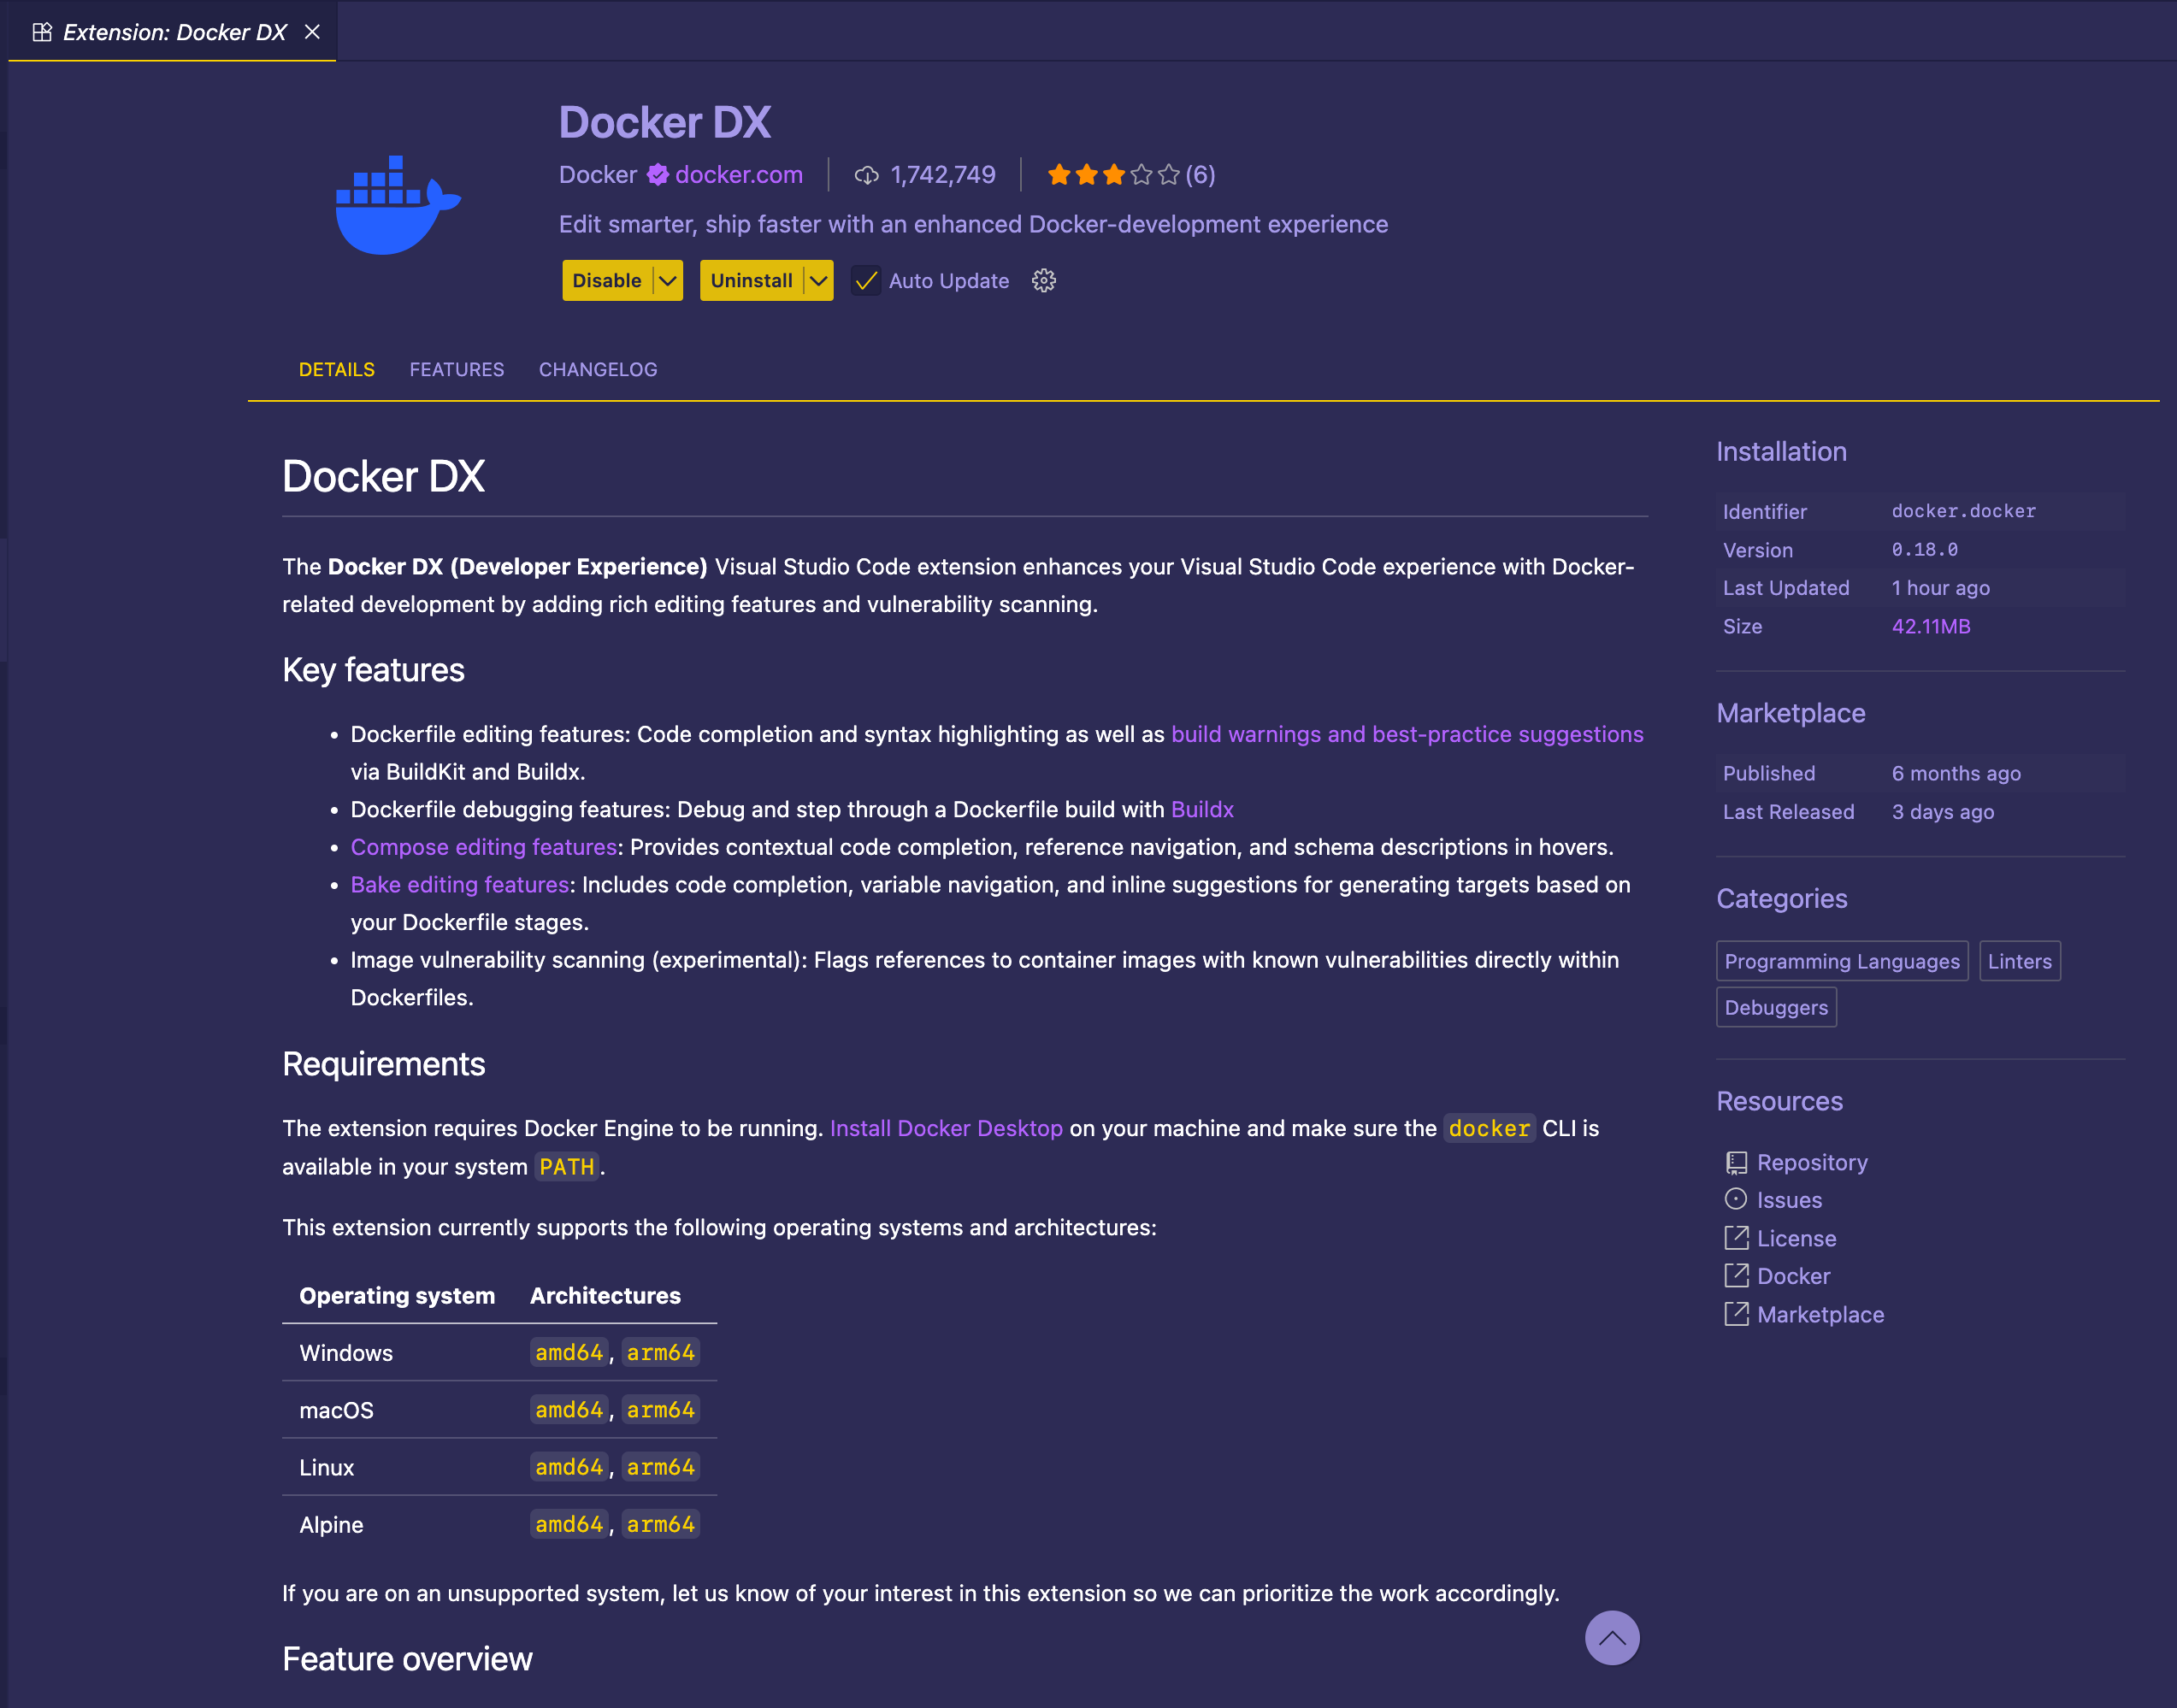 Extension: Docker DX
Docker DX
Docker docker.com 1,742,749 (6)
Edit smarter, ship faster with an enhanced Docker-development experience
Disable Uninstall Auto Update
DETAILS FEATURES CHANGELOG
Docker DX
The Docker DX (Developer Experience) Visual Studio Code extension enhances your Visual Studio Code experience with Docker-
related development by adding rich editing features and vulnerability scanning.
Key features
• Dockerfile editing features: Code completion and syntax highlighting as well as build warnings and best-practice suggestions
via BuildKit and Buildx.
• Dockerfile debugging features: Debug and step through a Dockerfile build with Buildx
• Compose editing features: Provides contextual code completion, reference navigation, and schema descriptions in hovers.
• Bake editing features: Includes code completion, variable navigation, and inline suggestions for generating targets based on
your Dockerfile stages.
• Image vulnerability scanning (experimental): Flags references to container images with known vulnerabilities directly within
Dockerfiles.
Requirements
The extension requires Docker Engine to be running. Install Docker Desktop on your machine and make sure the docker CLI is
available in your system PATH.
This extension currently supports the following operating systems and architectures:
Operating system Architectures
Windows amd64, arm64
macOS amd64, arm64
Linux amd64, arm64
Alpine amd64, arm64
If you are on an unsupported system, let us know of your interest in this extension so we can prioritize the work accordingly.
Feature overview
Installation
Identifier docker.docker
Version 0.18.0
Last Updated 1 hour ago
Size 42.11MB
Marketplace
Published 6 months ago
Last Released 3 days ago
Categories
Programming Languages Linters
Debuggers
Resources
Repository
Issues
License
Docker
Marketplace